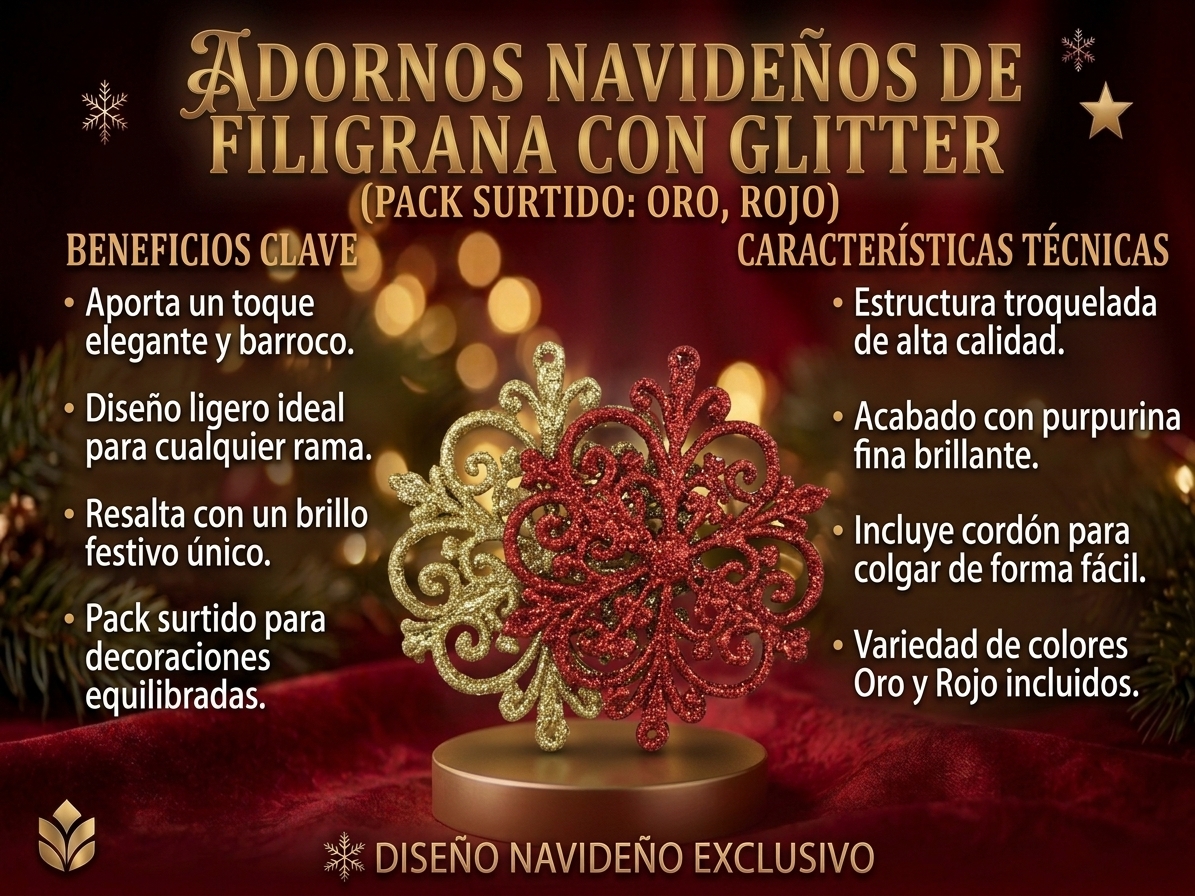 ADORNOS NAVIDEÑOS DE
FILIGRANA CON GLITTER
(PACK SURTIDO: ORO, ROJO)
BENEFICIOS CLAVE
• Aporta un toque
elegante y barroco.
• Diseño ligero ideal
para cualquier rama.
• Resalta con un brillo
festivo único.
• Pack surtido para
decoraciones
equilibradas.
CARACTERÍSTICAS TÉCNICAS
• Estructura troquelada
de alta calidad.
• Acabado con purpurina
fina brillante.
• Incluye cordón para
colgar de forma fácil.
• Variedad de colores
Oro y Rojo incluidos.
DISEÑO NAVIDEÑO EXCLUSIVO